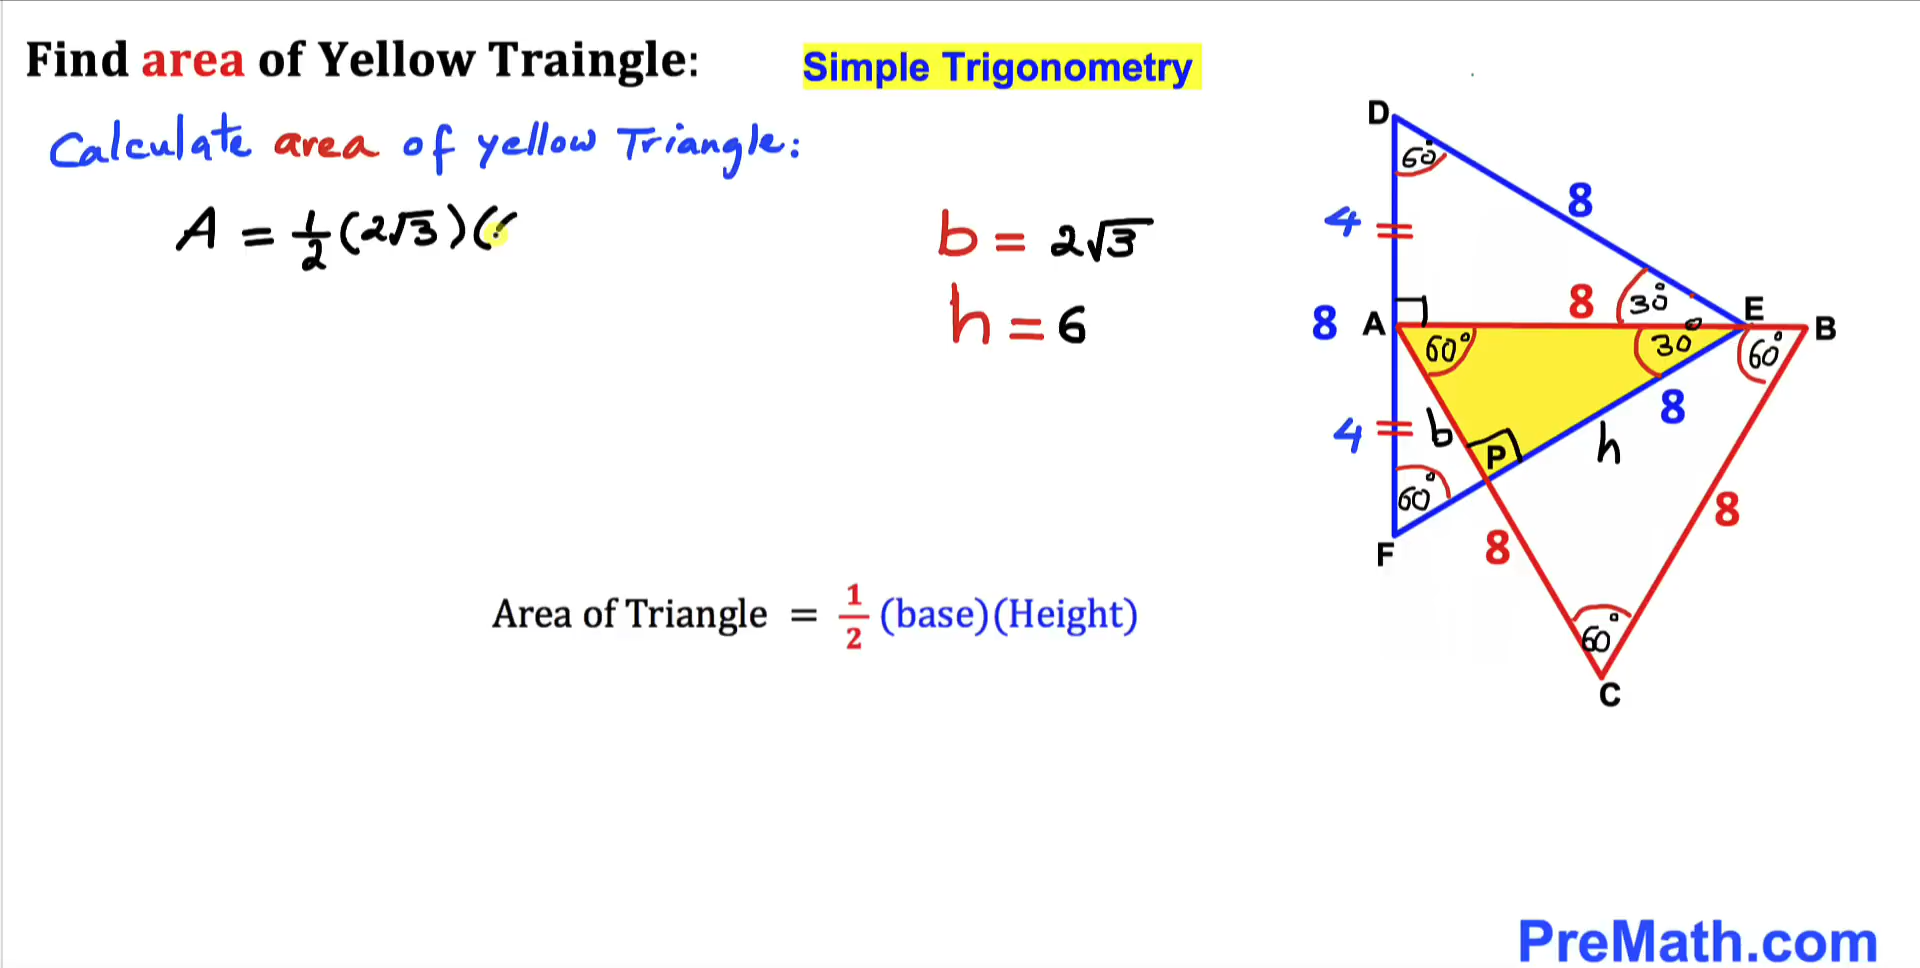 Find area of Yellow Traingle:
Simple Trigonometry
Calculate area of yellow Triangle:
A = 1/2 (2√3)(
b = 2√3
h = 6
Area of Triangle = 1/2 (base)(Height)
D
60°
8
4
8
30°
E
8 A
B
60°
30°
60°
8
4
b
h
P
60°
8
F
8
60°
C
PreMath.com